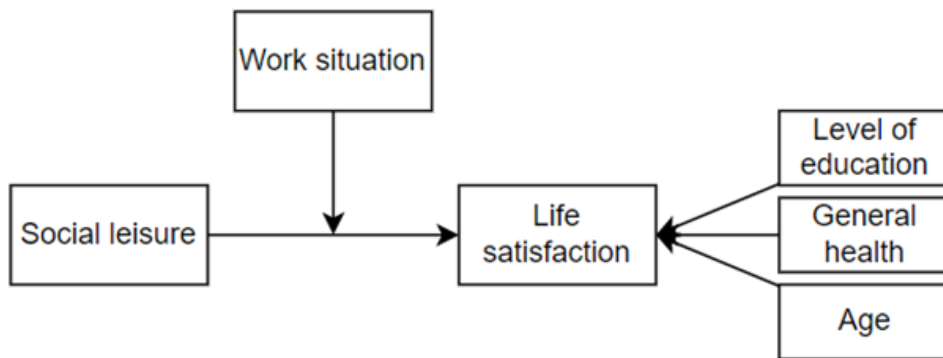 Work situation
Social leisure
Life
satisfaction
Level of
education
General
health
Age